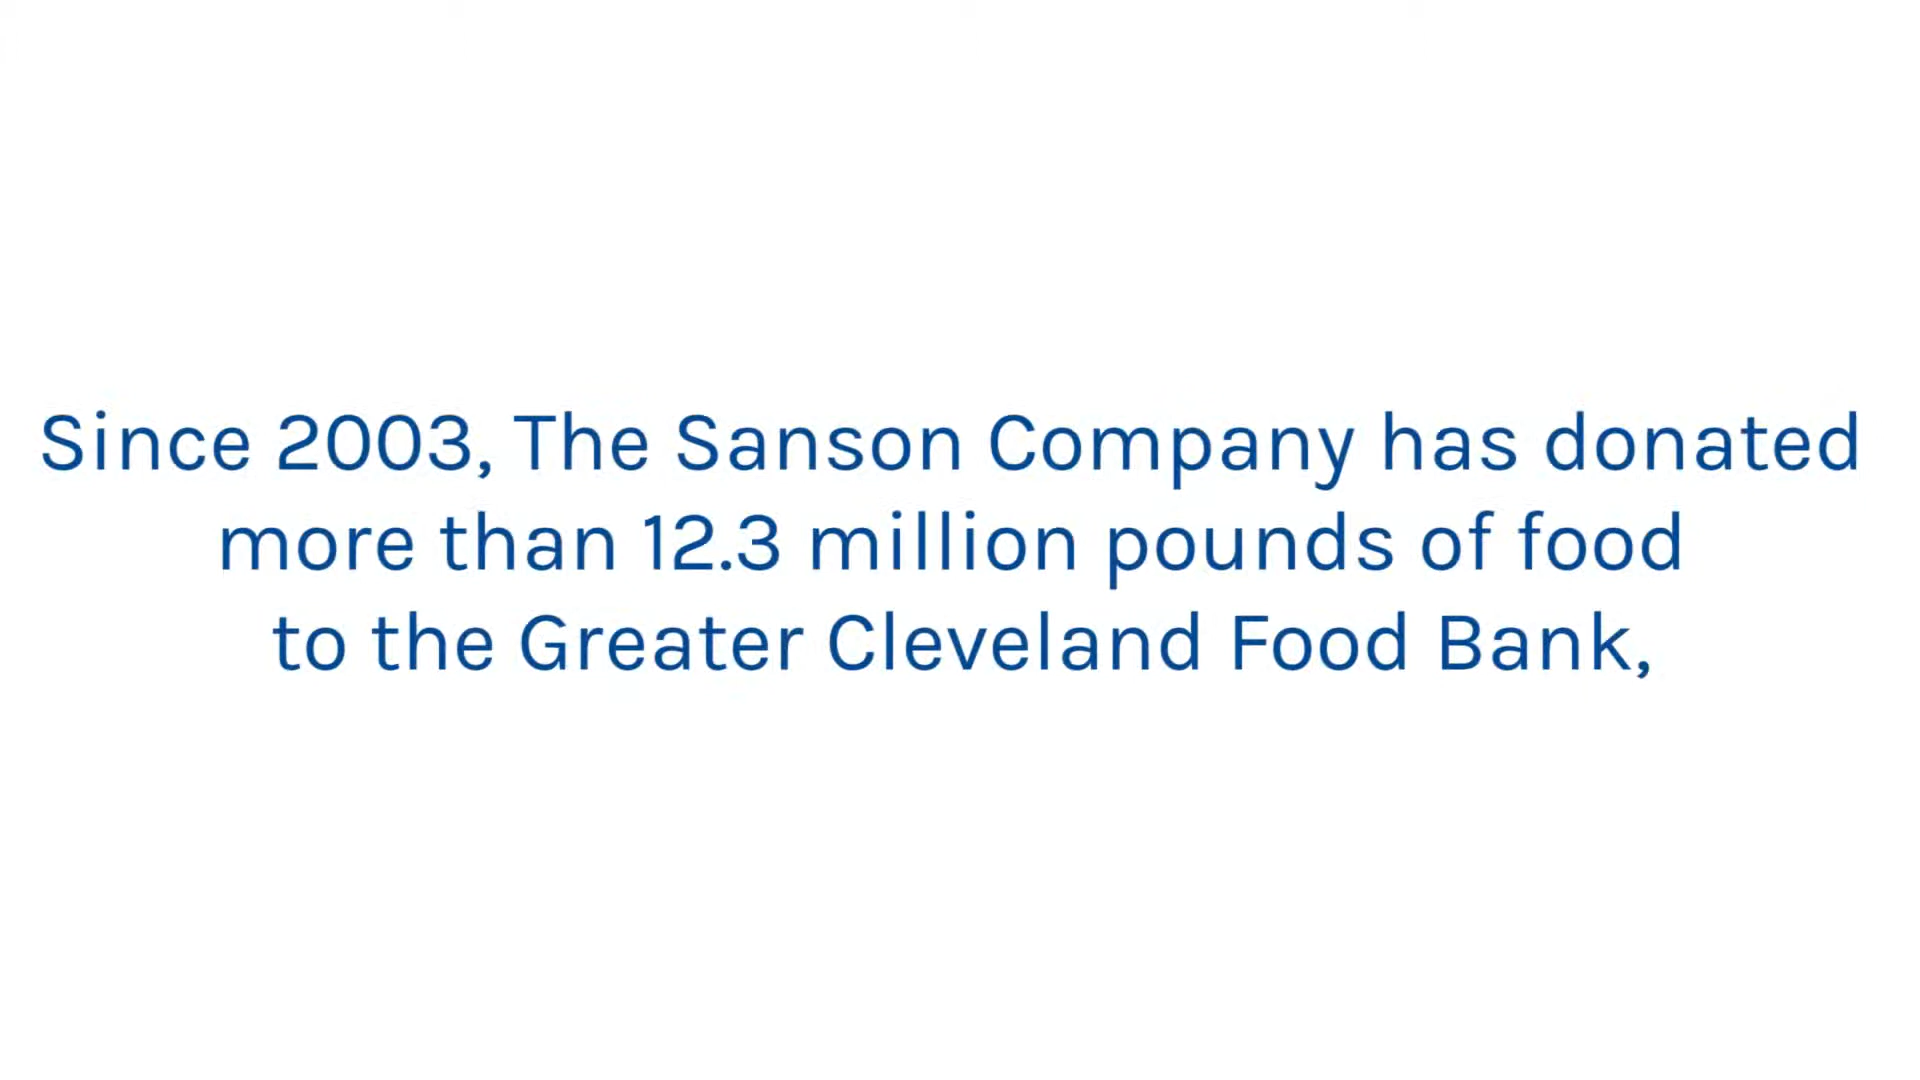 Since 2003, The Sanson Company has donated
more than 12.3 million pounds of food
to the Greater Cleveland Food Bank,